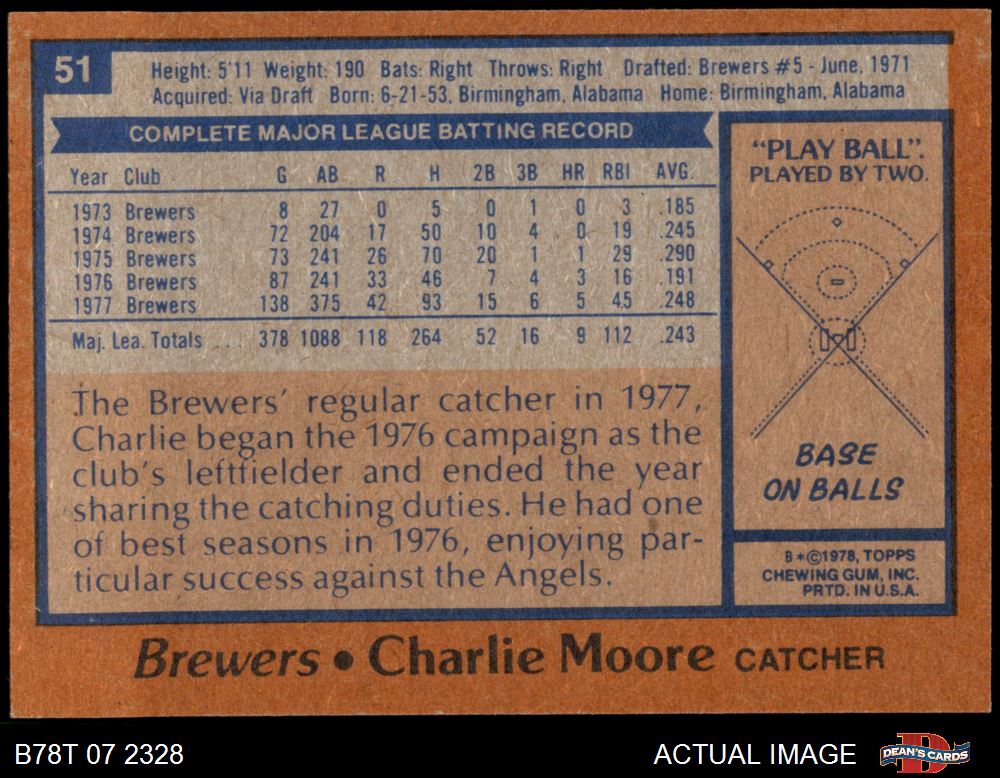 51
Height: 5'11 Weight: 190 Bats: Right Throws: Right Drafted: Brewers #5 - June, 1971
Acquired: Via Draft Born: 6-21-53, Birmingham, Alabama Home: Birmingham, Alabama
COMPLETE MAJOR LEAGUE BATTING RECORD
Year Club G AB R H 2B 3B HR RBI AVG.
1973 Brewers 8 27 0 5 0 1 0 3 .185
1974 Brewers 72 204 17 50 10 4 0 19 .245
1975 Brewers 73 241 26 70 20 1 1 29 .290
1976 Brewers 87 241 33 46 7 4 3 16 .191
1977 Brewers 138 375 42 93 15 6 5 45 .248
Maj. Lea. Totals ... 378 1088 118 264 52 16 9 112 .243
The Brewers' regular catcher in 1977,
Charlie began the 1976 campaign as the
club's leftfielder and ended the year
sharing the catching duties. He had one
of best seasons in 1976, enjoying par-
ticular success against the Angels.
"PLAY BALL".
PLAYED BY TWO.
BASE
ON BALLS
B*©1978, TOPPS
CHEWING GUM, INC.
PRTD. IN U.S.A.
Brewers • Charlie Moore CATCHER
B78T 07 2328
ACTUAL IMAGE
DEAN'S CARDS